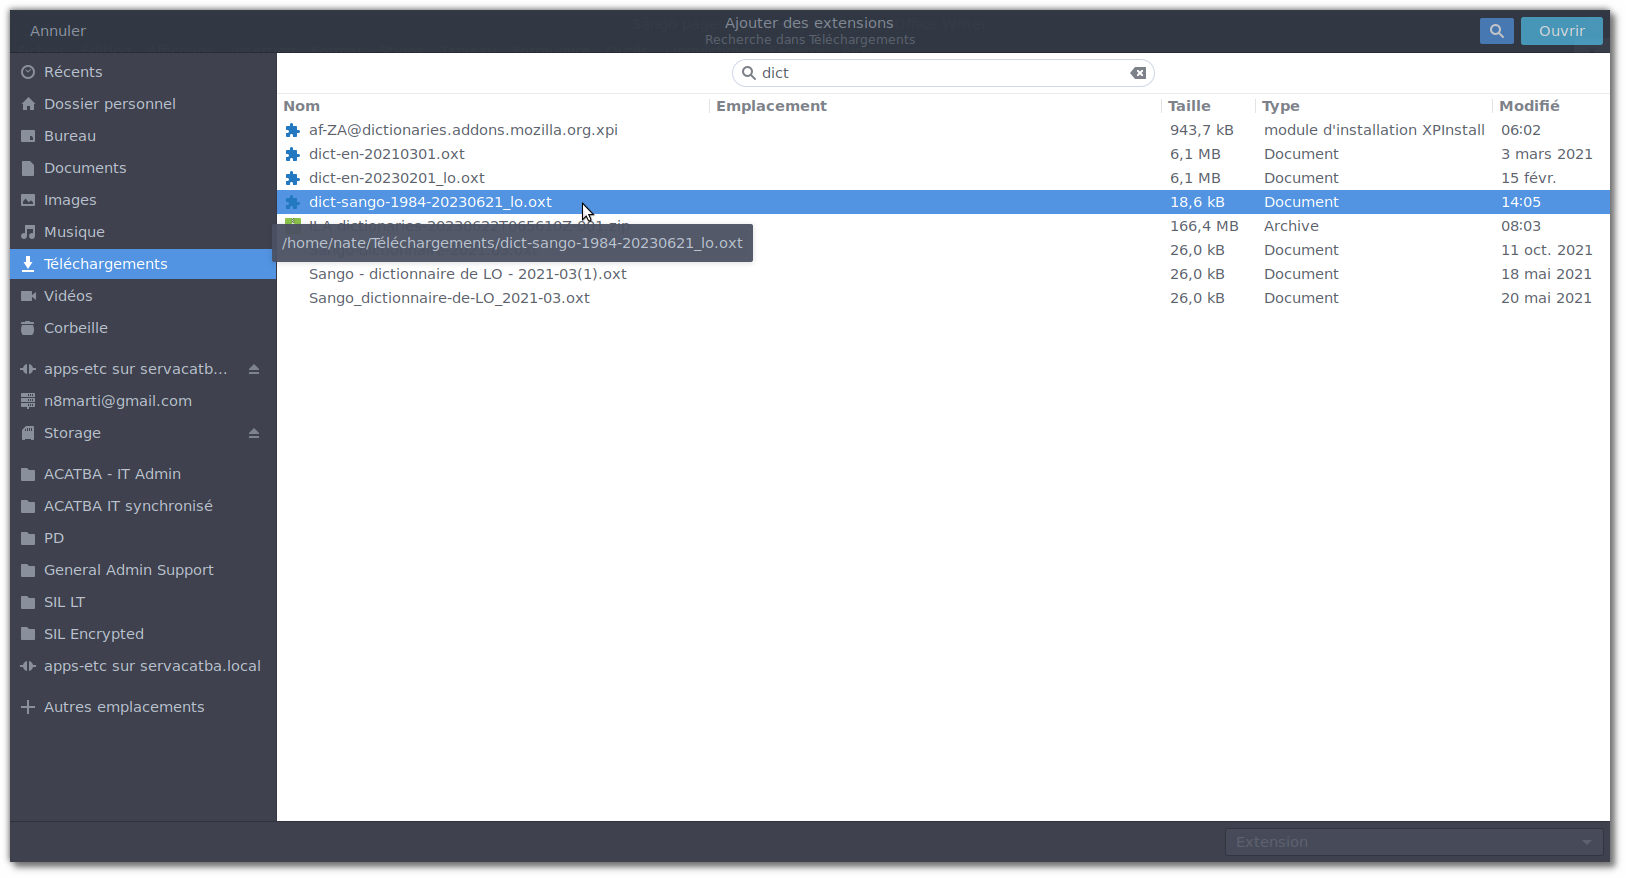 Annuler
Ajouter des extensions
Recherche dans Téléchargements
Ouvrir
Récents
Dossier personnel
Bureau
Documents
Images
Musique
Téléchargements
Vidéos
Corbeille
apps-etc sur servacatb...
n8marti@gmail.com
Storage
ACATBA - IT Admin
ACATBA IT synchronisé
PD
General Admin Support
SIL LT
SIL Encrypted
apps-etc sur servacatba.local
Autres emplacements
dict
Nom Emplacement Taille Type Modifié
af-ZA@dictionaries.addons.mozilla.org.xpi 943,7 kB module d'installation XPInstall 06:02
dict-en-20210301.oxt 6,1 MB Document 3 mars 2021
dict-en-20230201_lo.oxt 6,1 MB Document 15 févr.
dict-sango-1984-20230621_lo.oxt 18,6 kB Document 14:05
166,4 MB Archive 08:03
/home/nate/Téléchargements/dict-sango-1984-20230621_lo.oxt
26,0 kB Document 11 oct. 2021
Sango - dictionnaire de LO - 2021-03(1).oxt 26,0 kB Document 18 mai 2021
Sango_dictionnaire-de-LO_2021-03.oxt 26,0 kB Document 20 mai 2021
Extension